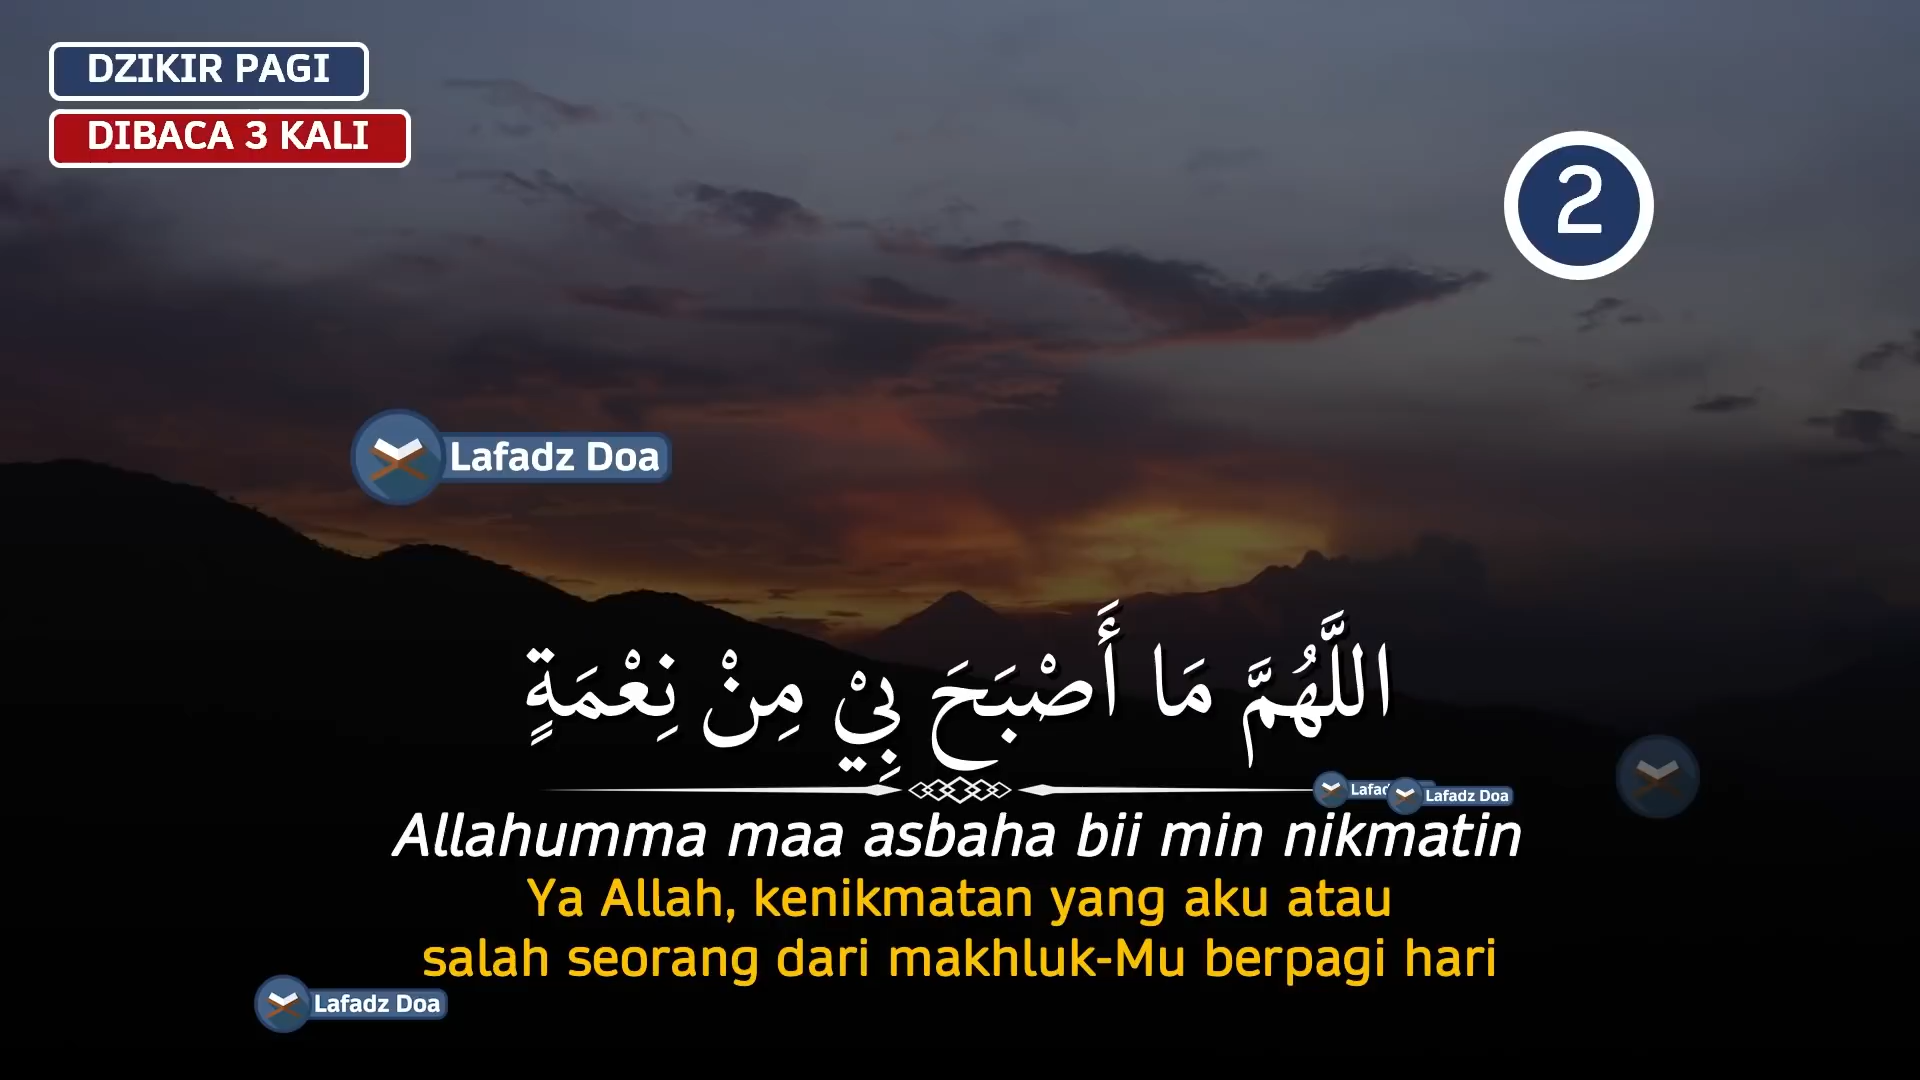 DZIKIR PAGI
DIBACA 3 KALI
2
Lafadz Doa
اللَّهُمَّ مَا أَصْبَحَ بِيْ مِنْ نِعْمَةٍ
Lafadz Doa
Allahumma maa asbaha bii min nikmatin
Ya Allah, kenikmatan yang aku atau
salah seorang dari makhluk-Mu berpagi hari
Lafadz Doa